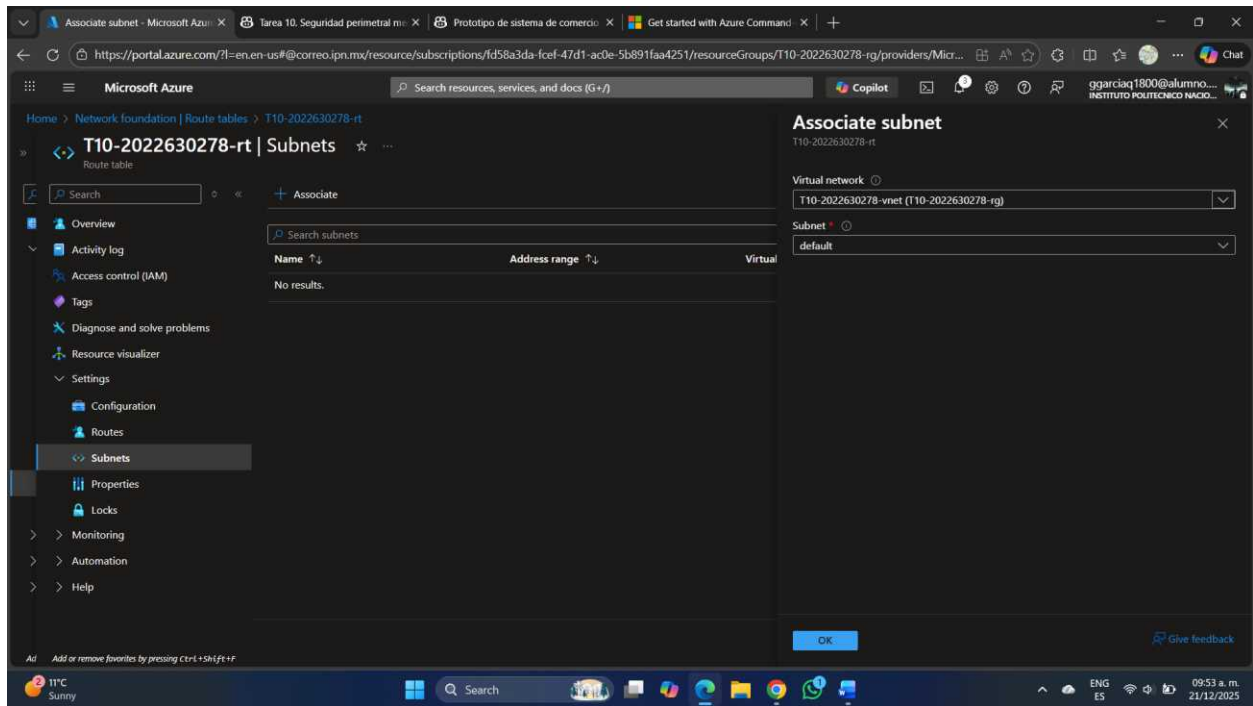 Associate subnet - Microsoft Azur
Tarea 10. Seguridad perimetral me
Prototipo de sistema de comercio
Get started with Azure Command-
https://portal.azure.com/?l=en.en-us#@correo.ipn.mx/resource/subscriptions/fd58a3da-fcef-47d1-ac0e-5b891faa4251/resourceGroups/T10-2022630278-rg/providers/Micr...
Chat
Microsoft Azure
Search resources, services, and docs (G+/)
Copilot
ggarciaq1800@alumno....
INSTITUTO POLITECNICO NACIO...
Home > Network foundation | Route tables > T10-2022630278-rt
T10-2022630278-rt | Subnets
Route table
Search
Overview
Activity log
Access control (IAM)
Tags
Diagnose and solve problems
Resource visualizer
Settings
Configuration
Routes
Subnets
Properties
Locks
Monitoring
Automation
Help
Ad
Add or remove favorites by pressing Ctrl+Shift+F
+ Associate
Search subnets
Name ↑↓ Address range ↑↓ Virtual
No results.
Associate subnet
T10-2022630278-rt
Virtual network
T10-2022630278-vnet (T10-2022630278-rg)
Subnet *
default
OK
Give feedback
2
11°C
Sunny
Search
ENG
ES
09:53 a. m.
21/12/2025